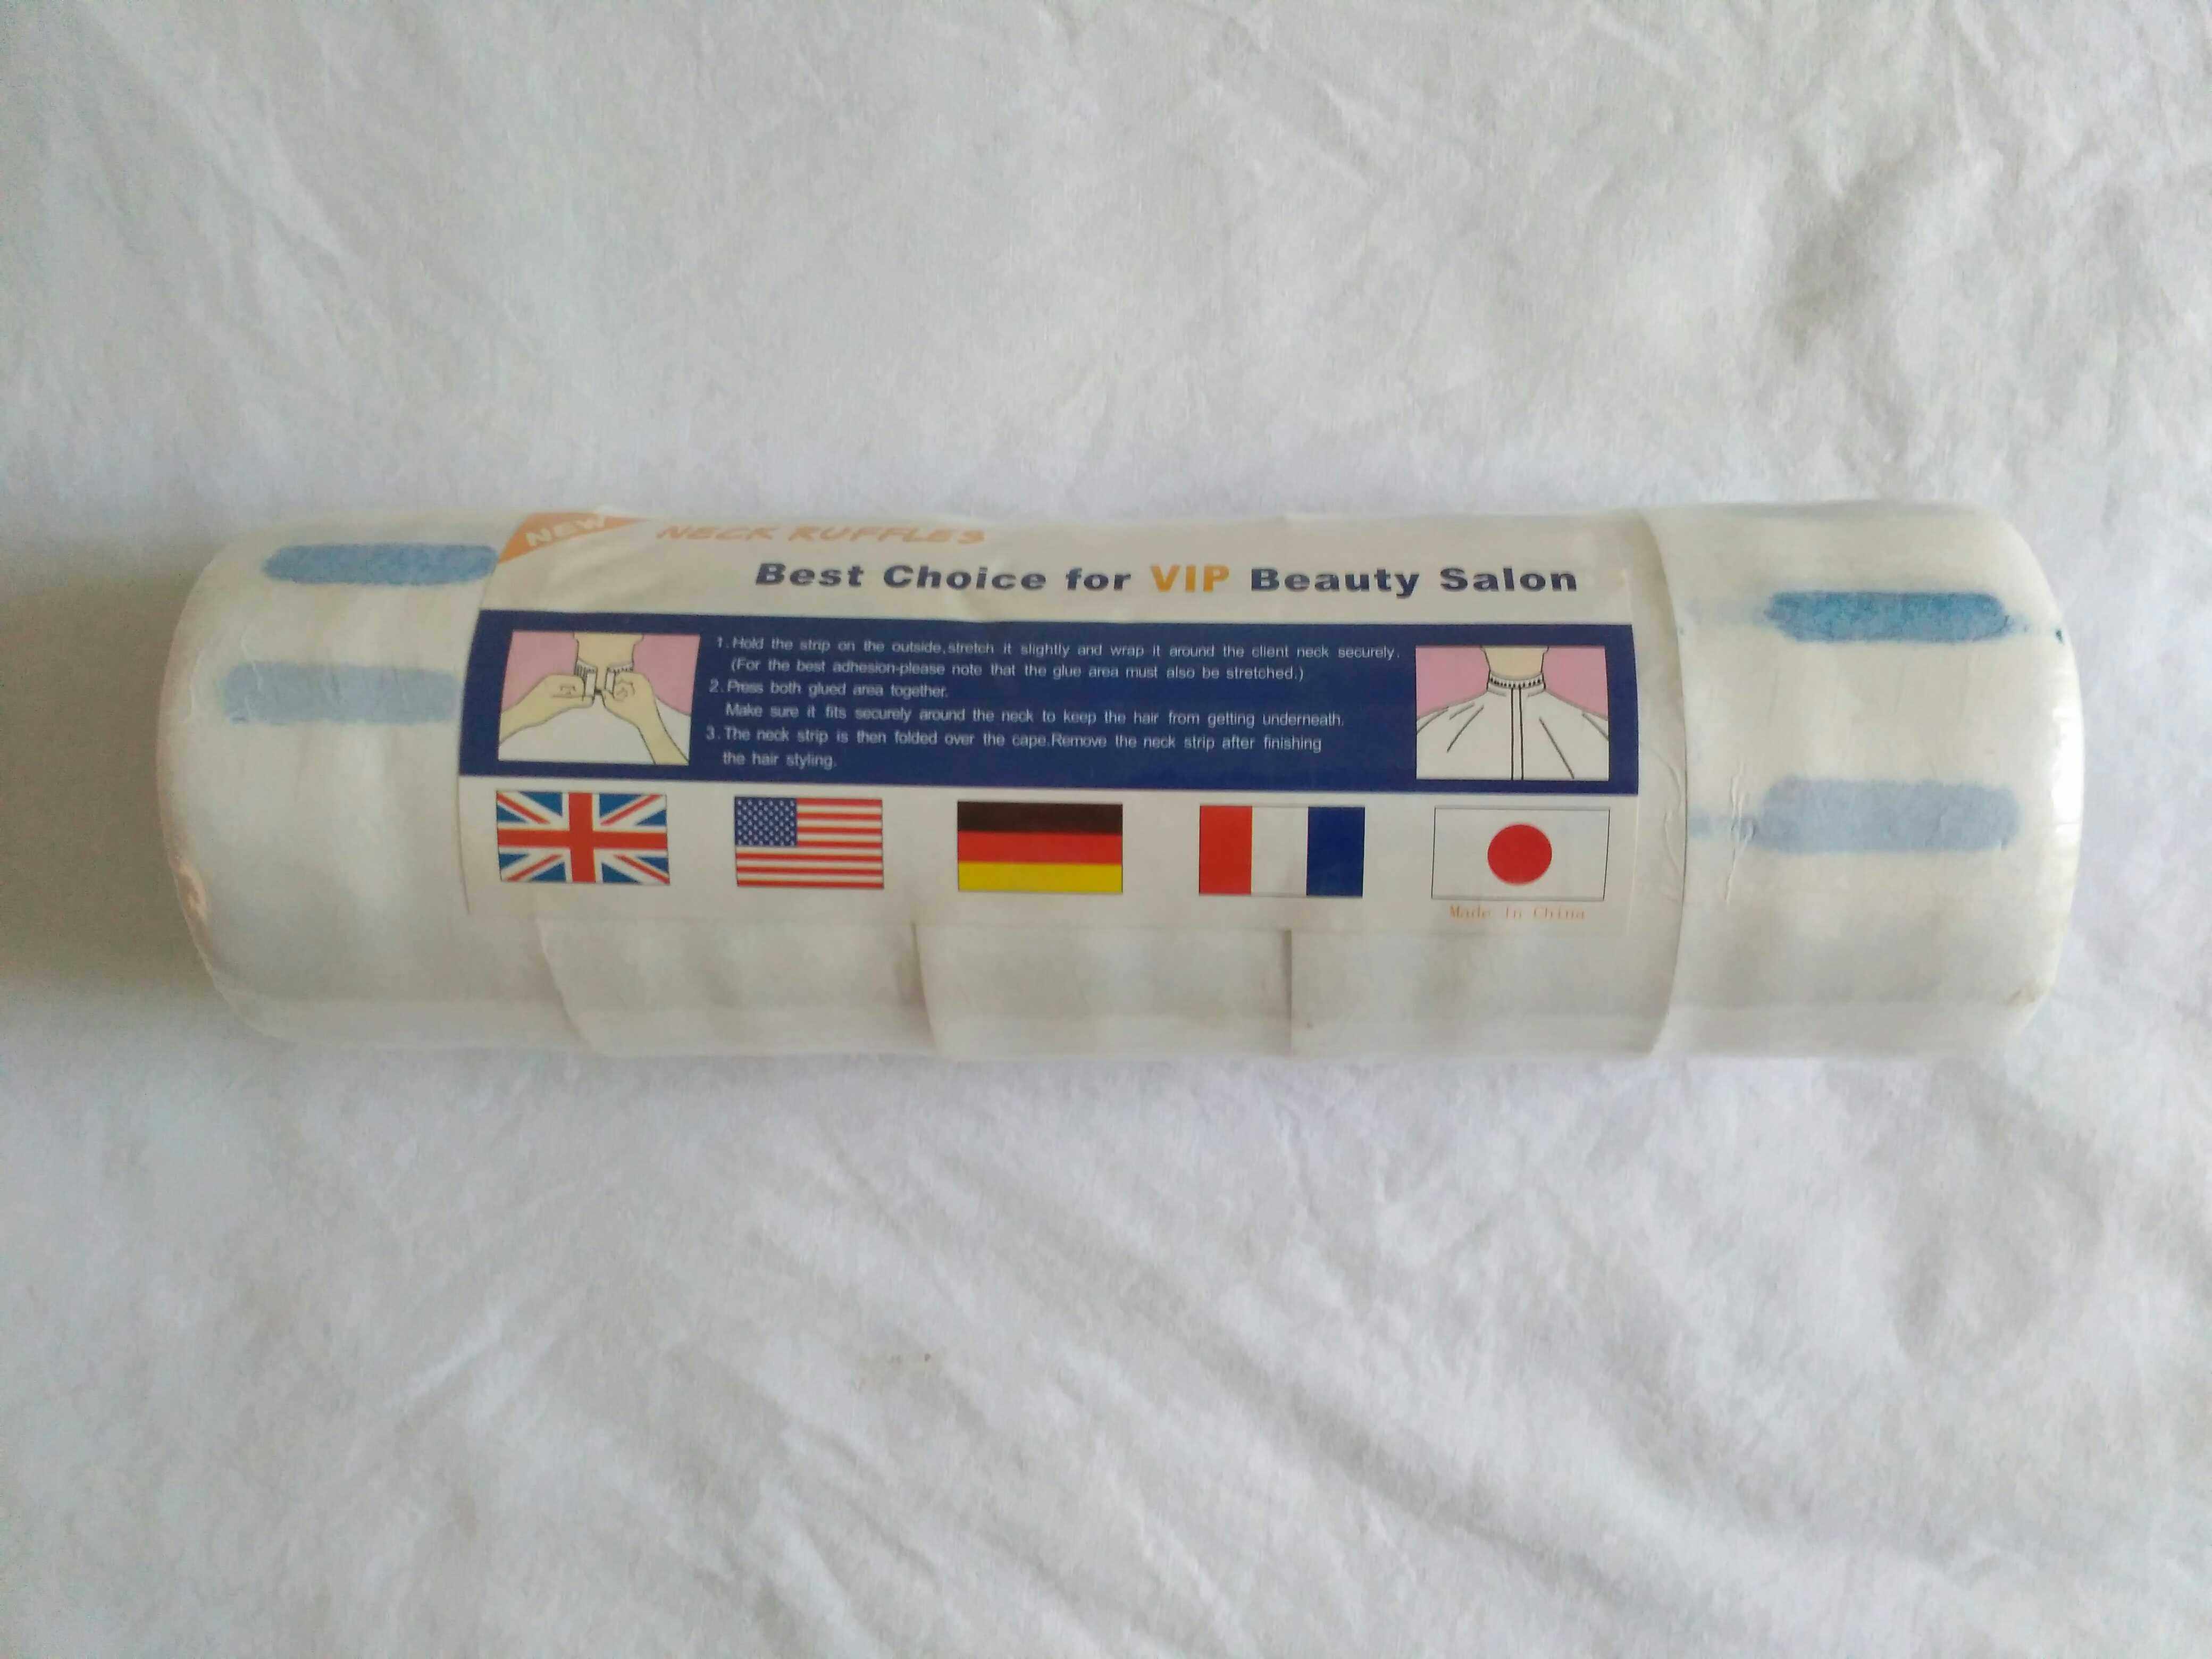 NEW
NECK RUFFLES
Best Choice for VIP Beauty Salon
1.Hold the strip on the outside,stretch it slightly and wrap it around the client neck securely.
(For the best adhesion-please note that the glue area must also be stretched.)
2.Press both glued area together.
Make sure it fits securely around the neck to keep the hair from getting underneath.
3.The neck strip is then folded over the cape.Remove the neck strip after finishing
the hair styling.
Made In China